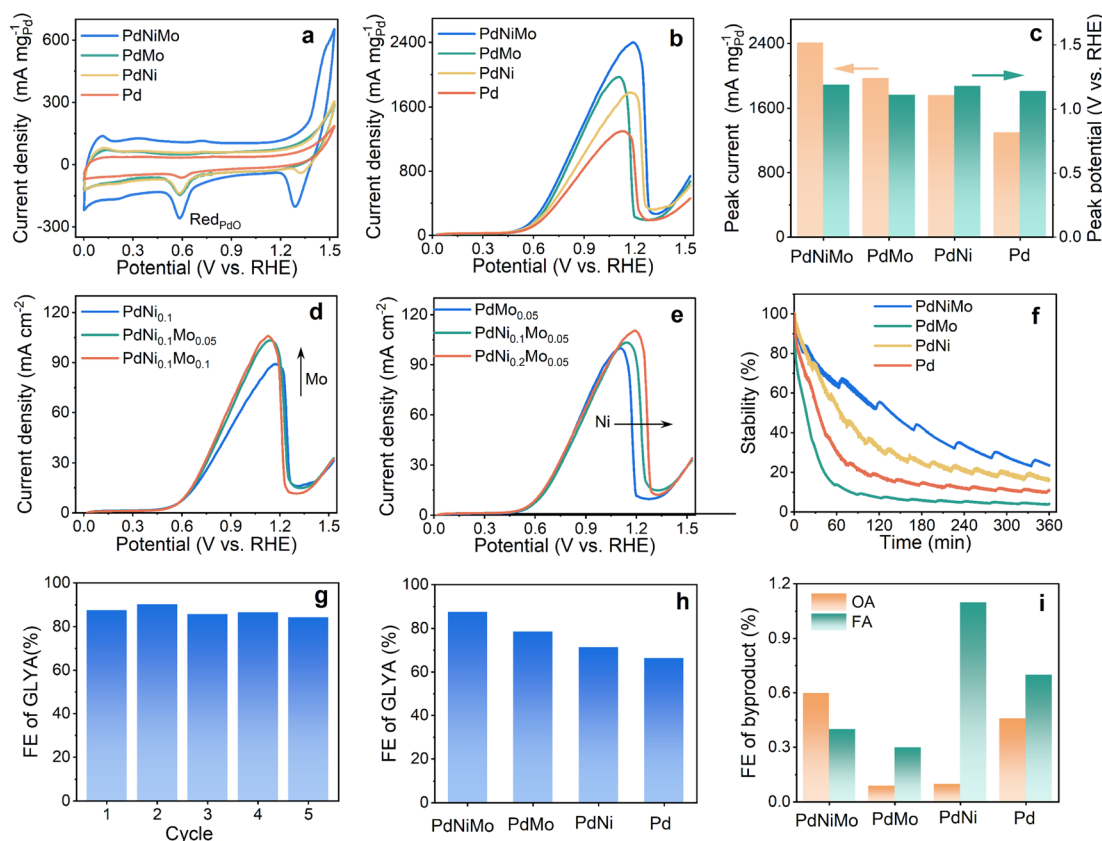 a
Current density (mA mg⁻¹Pd)
600
300
0
-300
PdNiMo
PdMo
PdNi
Pd
RedPdO
0.0 0.3 0.6 0.9 1.2 1.5
Potential (V vs. RHE)
b
Current density (mA mg⁻¹Pd)
2400
1600
800
0
PdNiMo
PdMo
PdNi
Pd
0.0 0.3 0.6 0.9 1.2 1.5
Potential (V vs. RHE)
c
Peak current (mA mg⁻¹Pd)
2400
1600
800
0
1.5
1.0
0.5
0.0
Peak potential (V vs. RHE)
PdNiMo PdMo PdNi Pd
d
Current density (mA cm⁻²)
120
90
60
30
0
PdNi0.1
PdNi0.1Mo0.05
PdNi0.1Mo0.1
Mo
0.0 0.3 0.6 0.9 1.2 1.5
Potential (V vs. RHE)
e
Current density (mA cm⁻²)
120
90
60
30
0
PdMo0.05
PdNi0.1Mo0.05
PdNi0.2Mo0.05
Ni
0.0 0.3 0.6 0.9 1.2 1.5
Potential (V vs. RHE)
f
Stability (%)
100
80
60
40
20
0
PdNiMo
PdMo
PdNi
Pd
0 60 120 180 240 300 360
Time (min)
g
FE of GLYA(%)
100
80
60
40
20
0
1 2 3 4 5
Cycle
h
FE of GLYA (%)
100
80
60
40
20
0
PdNiMo PdMo PdNi Pd
i
FE of byproduct (%)
1.2
0.9
0.6
0.3
0.0
OA
FA
PdNiMo PdMo PdNi Pd